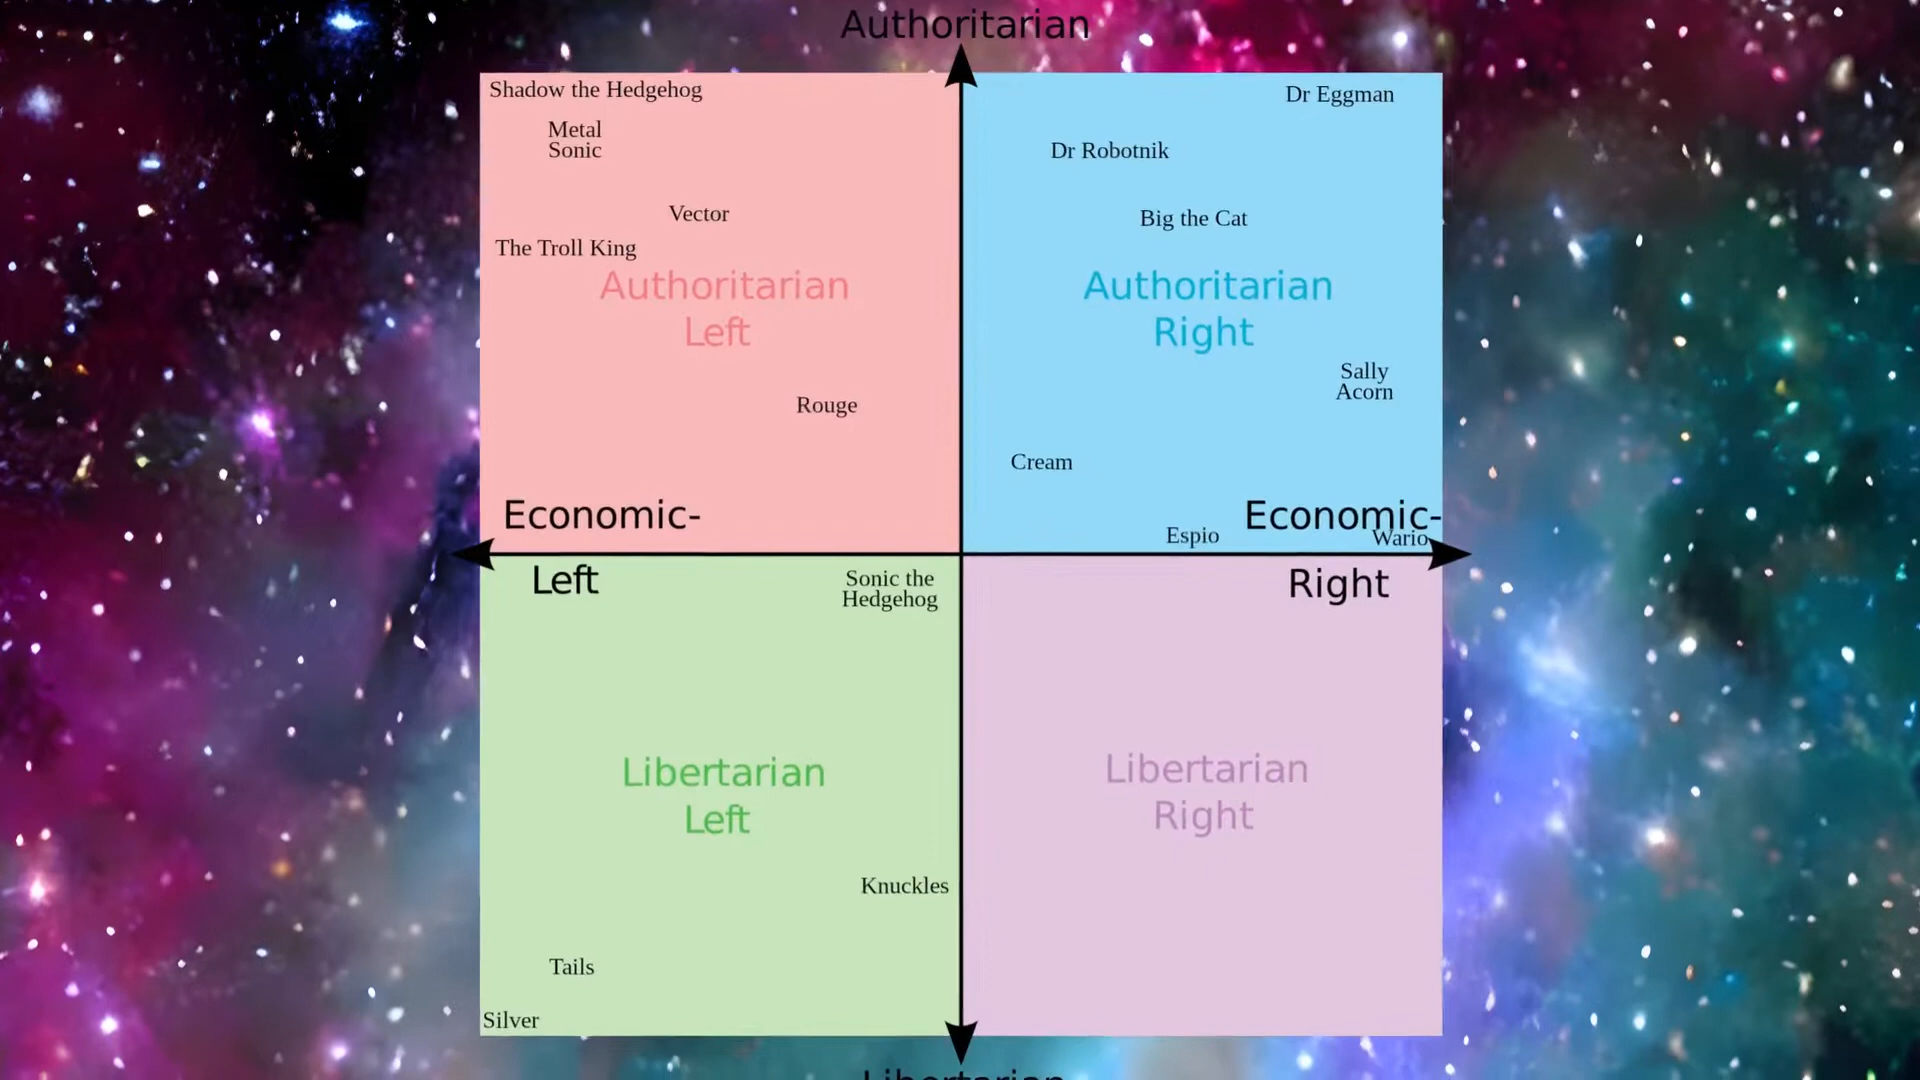 Authoritarian
Shadow the Hedgehog
Dr Eggman
Metal
Sonic
Dr Robotnik
Vector
Big the Cat
The Troll King
Authoritarian
Left
Authoritarian
Right
Sally
Acorn
Rouge
Cream
Economic-
Economic-
Espio
Wario
Left
Right
Sonic the
Hedgehog
Libertarian
Left
Libertarian
Right
Knuckles
Tails
Silver
Libertarian